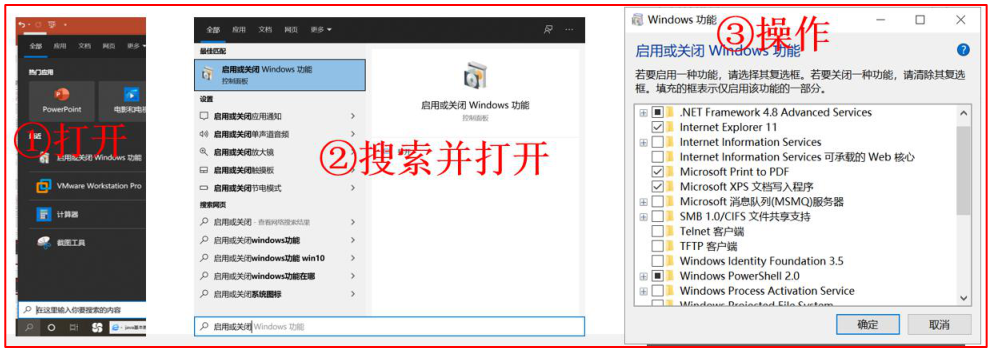 全部 应用 文档 网页 更多
热门应用
PowerPoint
电影和电视
①打开
启用或关闭 Windows 功能
VMware Workstation Pro
计算器
截图工具
在这里输入你要搜索的内容
全部 应用 文档 网页 更多
最佳匹配
启用或关闭 Windows 功能
控制面板
设置
启用或关闭应用通知
启用或关闭单声道音频
启用或关闭放大镜
启用或关闭触摸板
启用或关闭节电模式
搜索网页
启用或关闭 - 查看网络搜索结果
启用或关闭windows功能
启用或关闭windows功能 win10
启用或关闭windows功能在哪
启用或关闭系统图标
启用或关闭 Windows 功能
启用或关闭 Windows 功能
控制面板
②搜索并打开
Windows 功能
③操作
启用或关闭 Windows 功能
若要启用一种功能，请选择其复选框。若要关闭一种功能，请清除其复选
框。填充的框表示仅启用该功能的一部分。
.NET Framework 4.8 Advanced Services
Internet Explorer 11
Internet Information Services
Internet Information Services 可承载的 Web 核心
Microsoft Print to PDF
Microsoft XPS 文档写入程序
Microsoft 消息队列(MSMQ)服务器
SMB 1.0/CIFS 文件共享支持
Telnet 客户端
TFTP 客户端
Windows Identity Foundation 3.5
Windows PowerShell 2.0
Windows Process Activation Service
Windows Projected File System
确定 取消